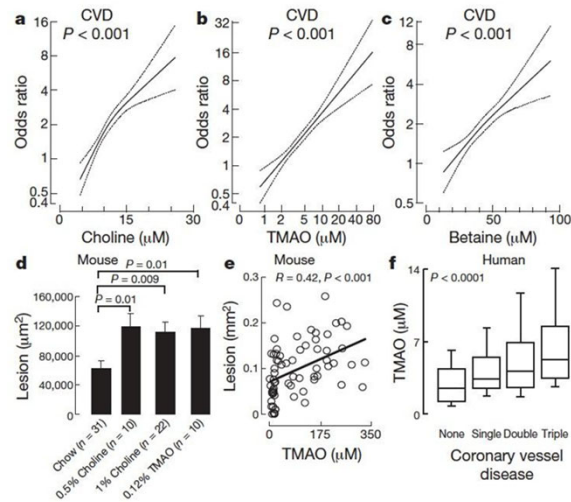 a
CVD
P < 0.001
Odds ratio
16
8
4
2
1
0.5
0.4
0
15
30
Choline (µM)
b
CVD
P < 0.001
Odds ratio
32
16
8
4
2
1
0.5
0.4
1 2 5 10 20 40 80
TMAO (µM)
c
CVD
P < 0.001
Odds ratio
12
8
4
2
1
0.5
0
50
100
Betaine (µM)
d
Mouse
P = 0.01
P = 0.009
P = 0.01
Lesion (µm²)
160,000
120,000
80,000
40,000
0
Chow (n = 31)
0.5% Choline (n = 10)
1% Choline (n = 22)
0.12% TMAO (n = 10)
e
Mouse
R = 0.42, P < 0.001
Lesion (mm²)
0.3
0.2
0.1
0
0
175
350
TMAO (µM)
f
Human
P <0.0001
TMAO (µM)
14
7
0
None Single Double Triple
Coronary vessel
disease